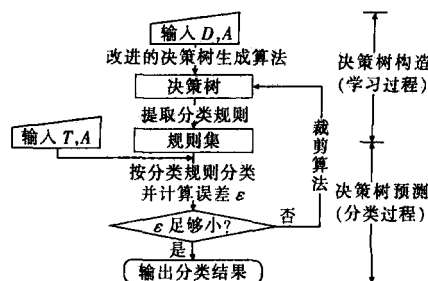 输入 D,A
改进的决策树生成算法
决策树
提取分类规则
输入 T,A
规则集
按分类规则分类
并计算误差 ε
ε 足够小?
否
是
输出分类结果
裁剪算法
决策树构造
(学习过程)
决策树预测
(分类过程)